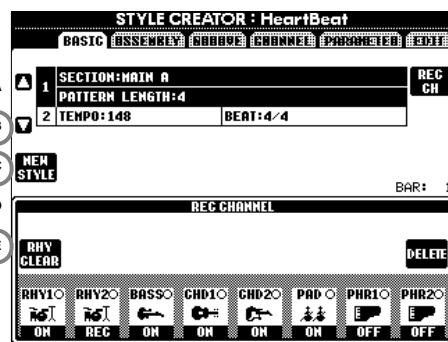 STYLE CREATOR : HeartBeat
BASIC ASSEMBLY GROOVE CHANNEL PARAMETER EDIT
1 SECTION:MAIN A
PATTERN LENGTH:4
REC CH
2 TEMPO:148 BEAT:4/4
NEW STYLE
BAR:
REC CHANNEL
RHY CLEAR
DELETE
RHY1 RHY2 BASS CHD1 CHD2 PAD PHR1 PHR2
ON REC ON ON ON ON OFF OFF